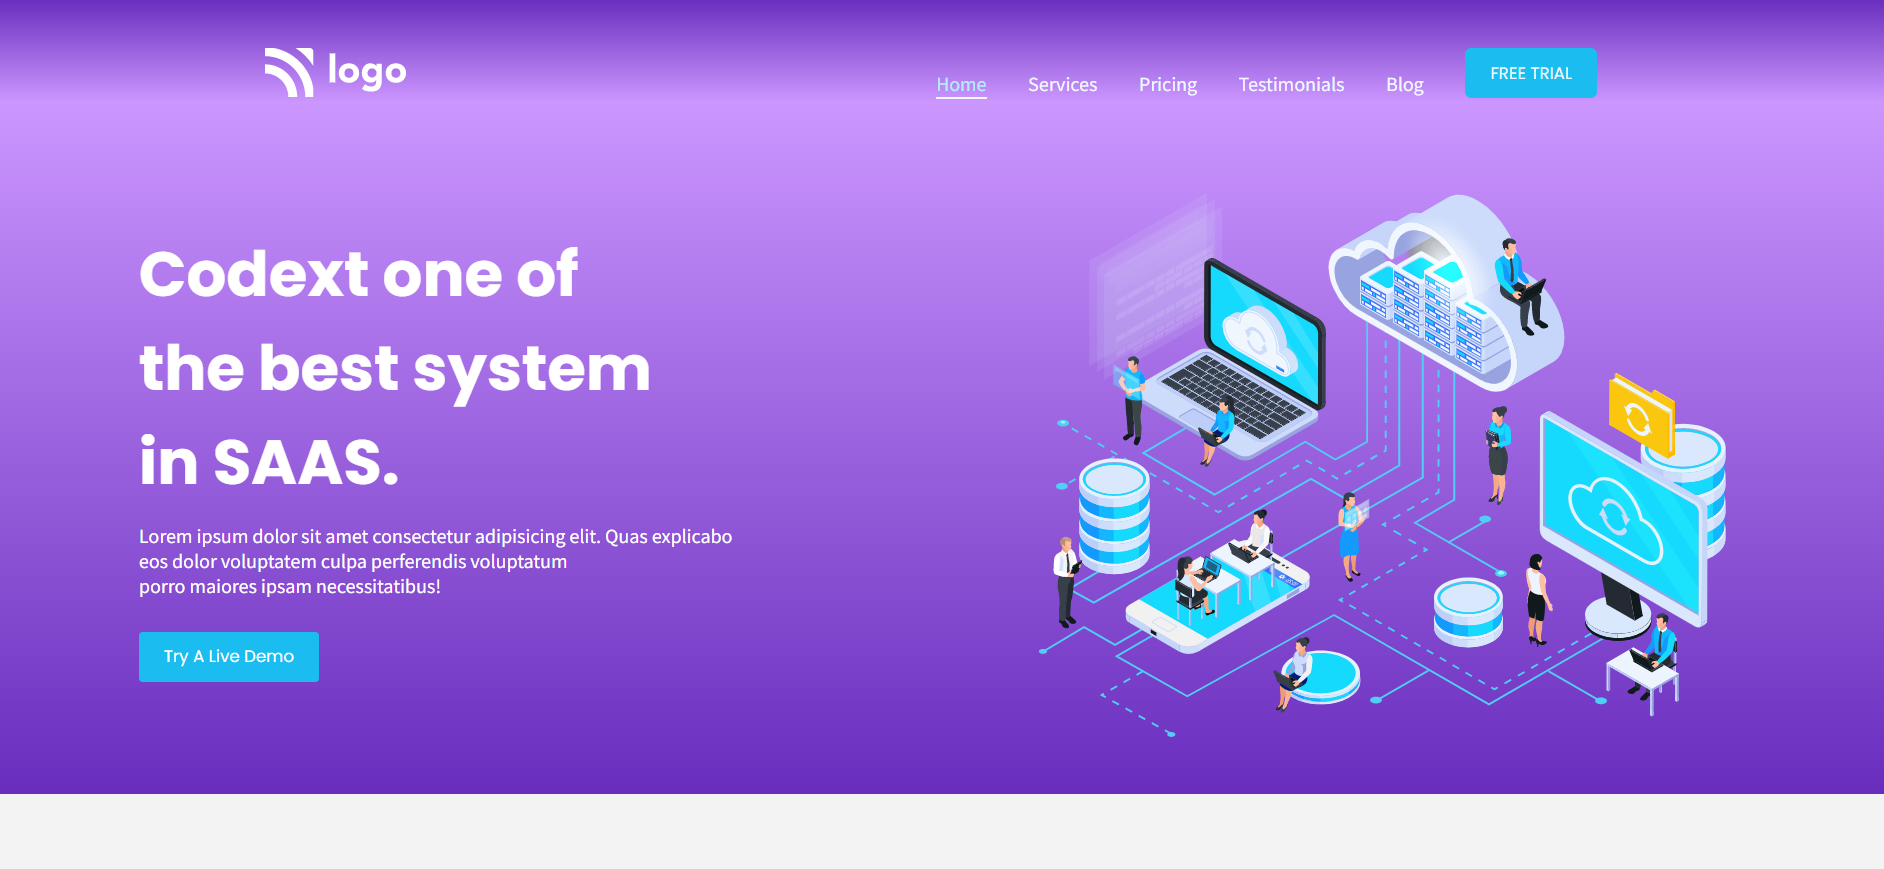 logo
Home Services Pricing Testimonials Blog FREE TRIAL
Codext one of
the best system
in SAAS.
Lorem ipsum dolor sit amet consectetur adipisicing elit. Quas explicabo
eos dolor voluptatem culpa perferendis voluptatum
porro maiores ipsam necessitatibus!
Try A Live Demo